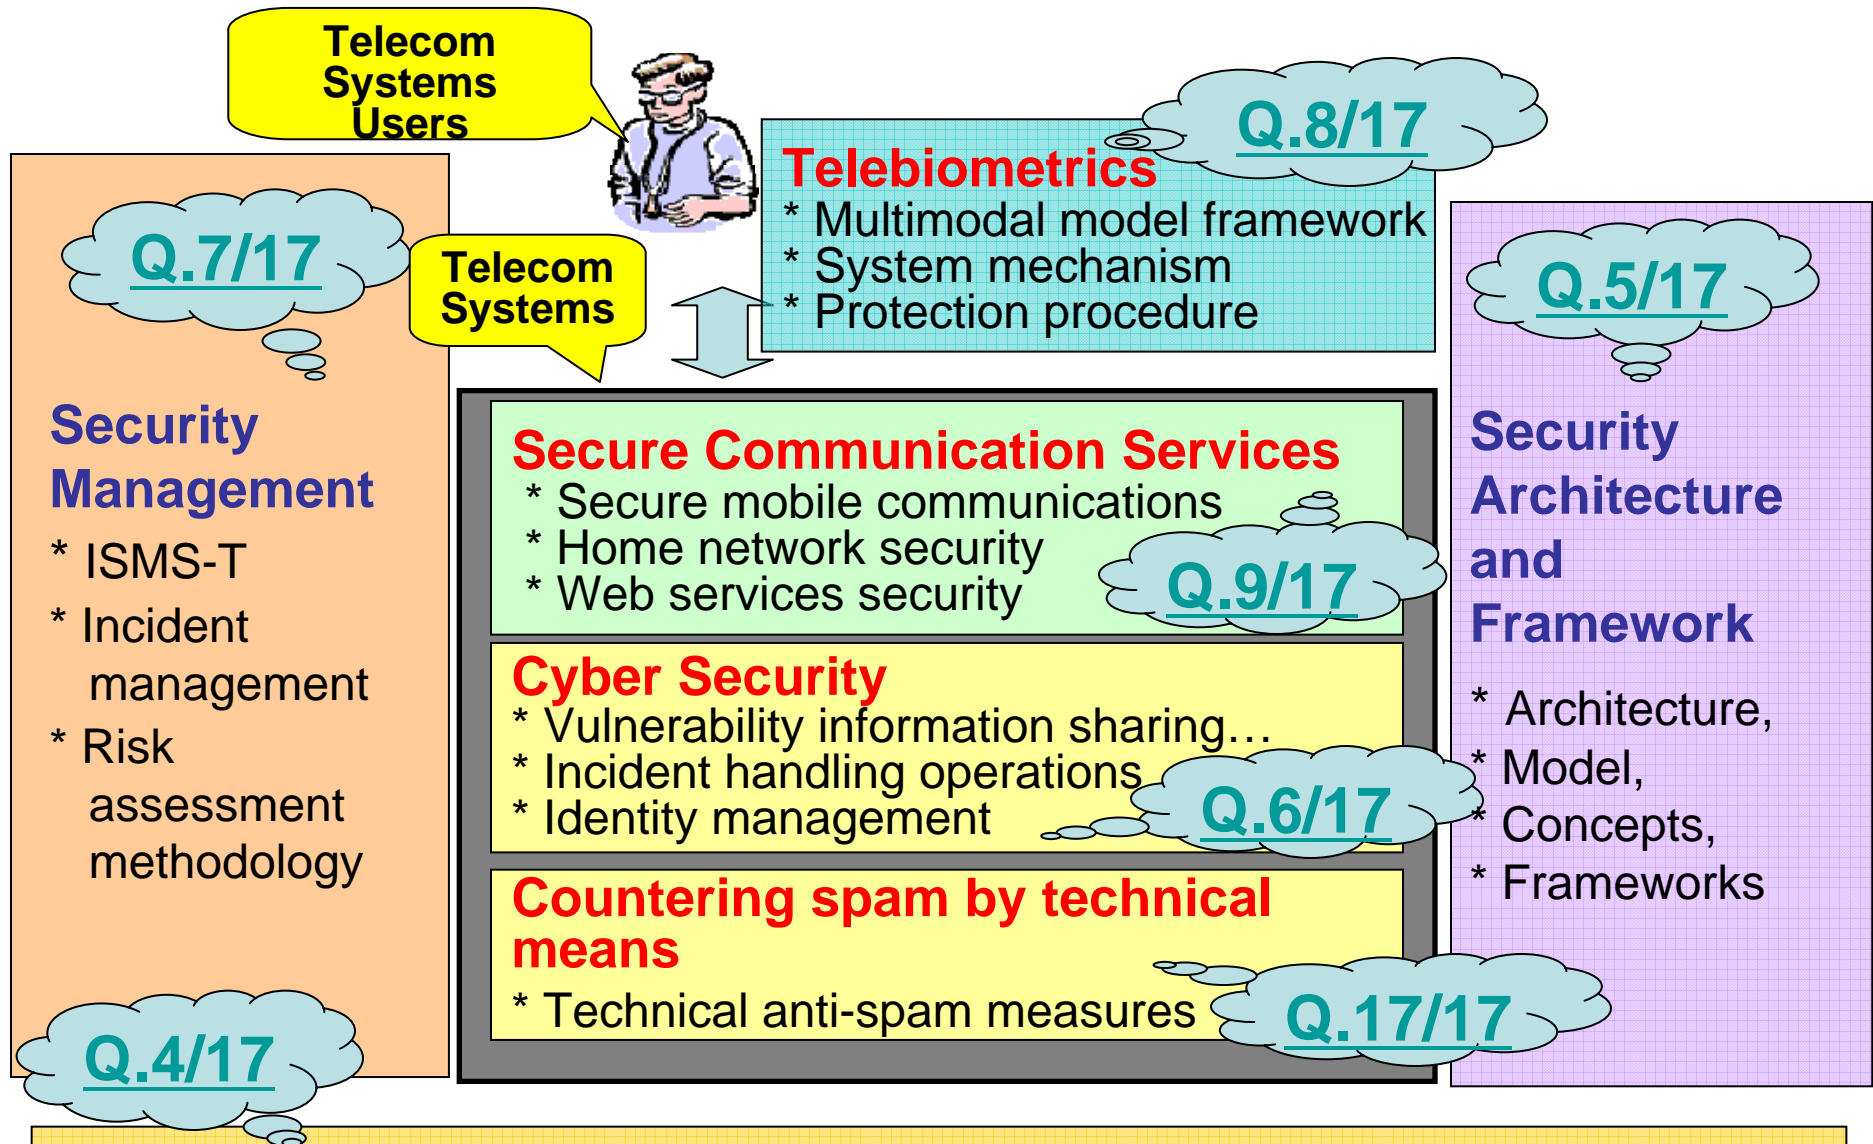 Telecom
Systems
Users
Q.8/17
Telebiometrics
* Multimodal model framework
* System mechanism
* Protection procedure
Q.7/17
Telecom
Systems
Q.5/17
Security
Management
* ISMS-T
* Incident
management
* Risk
assessment
methodology
Secure Communication Services
* Secure mobile communications
* Home network security
* Web services security
Q.9/17
Cyber Security
* Vulnerability information sharing…
* Incident handling operations
* Identity management
Q.6/17
Countering spam by technical
means
* Technical anti-spam measures
Q.17/17
Security
Architecture
and
Framework
* Architecture,
* Model,
* Concepts,
* Frameworks
Q.4/17